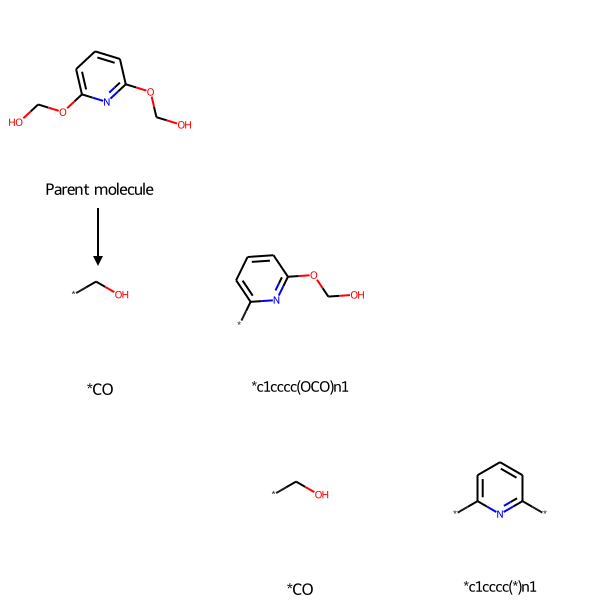 N
O
O
HO
OH
Parent molecule
*
OH
O
N
OH
*
*CO
*c1cccc(OCO)n1
*
OH
*
N
*
*CO
*c1cccc(*)n1